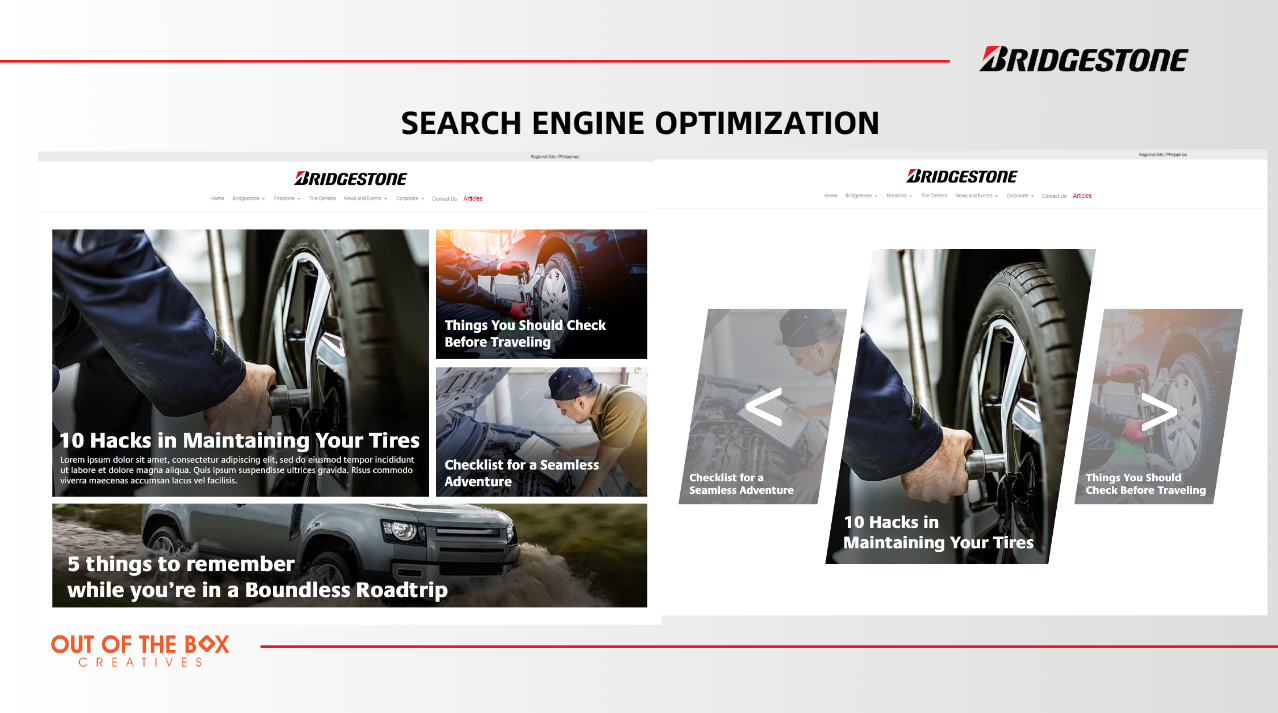 BRIDGESTONE
SEARCH ENGINE OPTIMIZATION
Regional Site : Philippines
BRIDGESTONE
Home Bridgestone Firestone Tire Centers News and Events Corporate Contact Us Articles
10 Hacks in Maintaining Your Tires
Lorem ipsum dolor sit amet, consectetur adipiscing elit, sed do eiusmod tempor incididunt
ut labore et dolore magna aliqua. Quis ipsum suspendisse ultrices gravida. Risus commodo
viverra maecenas accumsan lacus vel facilisis.
Things You Should Check
Before Traveling
Checklist for a Seamless
Adventure
5 things to remember
while you're in a Boundless Roadtrip
Regional Site : Philippines
BRIDGESTONE
Home Bridgestone Firestone Tire Centers News and Events Corporate Contact Us Articles
<
Checklist for a
Seamless Adventure
10 Hacks in
Maintaining Your Tires
>
Things You Should
Check Before Traveling
OUT OF THE BOX
CREATIVES